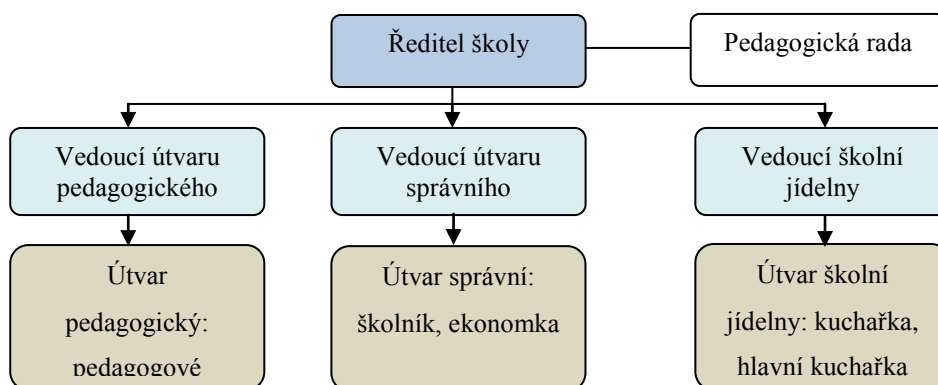 Ředitel školy
Pedagogická rada
Vedoucí útvaru
pedagogického
Vedoucí útvaru
správního
Vedoucí školní
jídelny
Útvar
pedagogický:
pedagogové
Útvar správní:
školník, ekonomka
Útvar školní
jídelny: kuchařka,
hlavní kuchařka